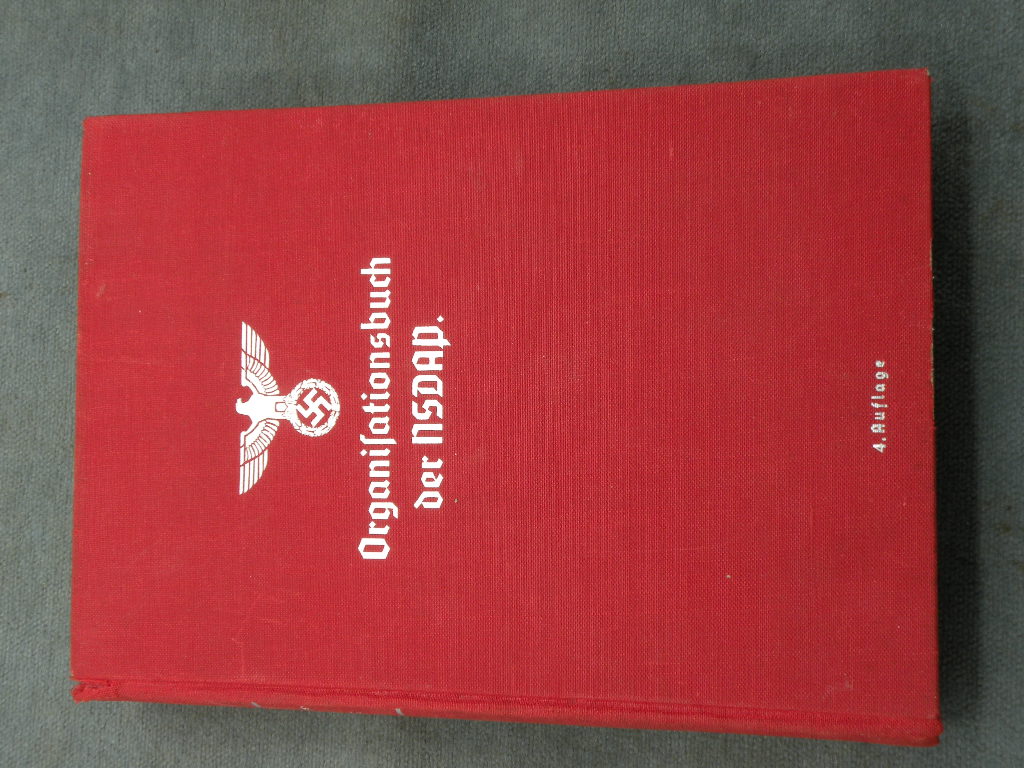 Organiſationsbuch
der NSDAP.
4. Auflage